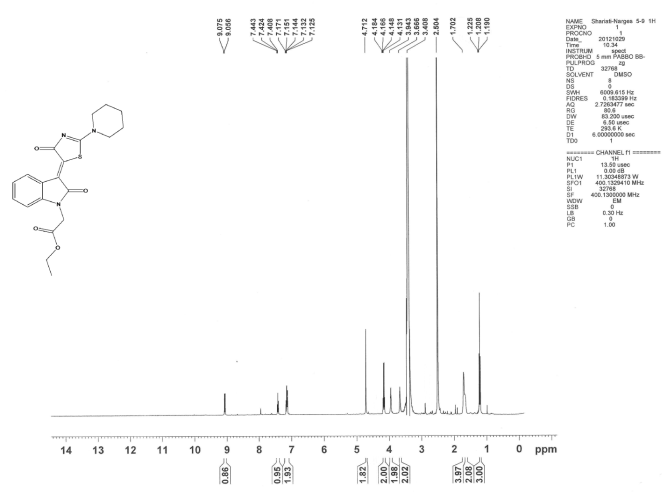 9.075
9.056
7.443
7.424
7.408
7.171
7.151
7.144
7.132
7.125
4.712
4.184
4.166
4.148
4.131
3.943
3.666
3.408
2.504
1.702
1.225
1.208
1.190
NAME Shariati-Narges 5-9 1H
EXPNO 1
PROCNO 1
Date_ 20121029
Time 10.34
INSTRUM spect
PROBHD 5 mm PABBO BB-
PULPROG zg
TD 32768
SOLVENT DMSO
NS 8
DS 0
SWH 6009.615 Hz
FIDRES 0.183399 Hz
AQ 2.7263477 sec
RG 80.6
DW 83.200 usec
DE 6.50 usec
TE 293.6 K
D1 6.00000000 sec
TD0 1
======== CHANNEL f1 ========
NUC1 1H
P1 13.50 usec
PL1 0.00 dB
PL1W 11.30348873 W
SFO1 400.1329410 MHz
SI 32768
SF 400.1300000 MHz
WDW EM
SSB 0
LB 0.30 Hz
GB 0
PC 1.00
N
N
O
S
O
N
O
O
14 13 12 11 10 9 8 7 6 5 4 3 2 1 0 ppm
0.86
0.95
1.93
1.82
2.00
1.98
2.02
3.97
2.08
3.00